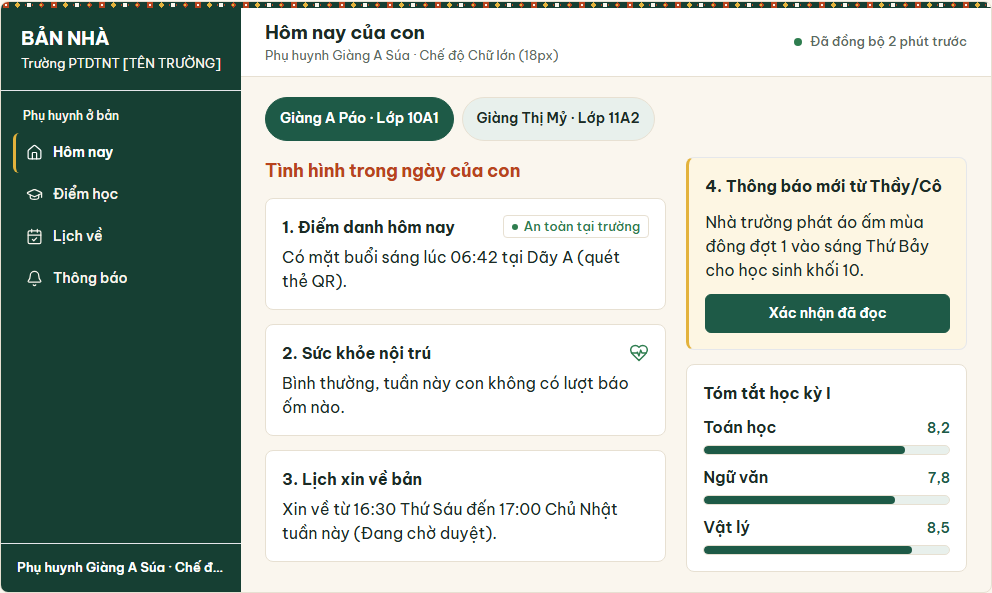 BẢN NHÀ
Trường PTDTNT [TÊN TRƯỜNG]
Phụ huynh ở bản
Hôm nay
Điểm học
Lịch về
Thông báo
Phụ huynh Giàng A Súa · Chế đ...
Hôm nay của con
Phụ huynh Giàng A Súa · Chế độ Chữ lớn (18px)
Đã đồng bộ 2 phút trước
Giàng A Páo · Lớp 10A1
Giàng Thị Mỷ · Lớp 11A2
Tình hình trong ngày của con
1. Điểm danh hôm nay
An toàn tại trường
Có mặt buổi sáng lúc 06:42 tại Dãy A (quét
thẻ QR).
2. Sức khỏe nội trú
Bình thường, tuần này con không có lượt báo
ốm nào.
3. Lịch xin về bản
Xin về từ 16:30 Thứ Sáu đến 17:00 Chủ Nhật
tuần này (Đang chờ duyệt).
4. Thông báo mới từ Thầy/Cô
Nhà trường phát áo ấm mùa
đông đợt 1 vào sáng Thứ Bảy
cho học sinh khối 10.
Xác nhận đã đọc
Tóm tắt học kỳ I
Toán học 8,2
Ngữ văn 7,8
Vật lý 8,5